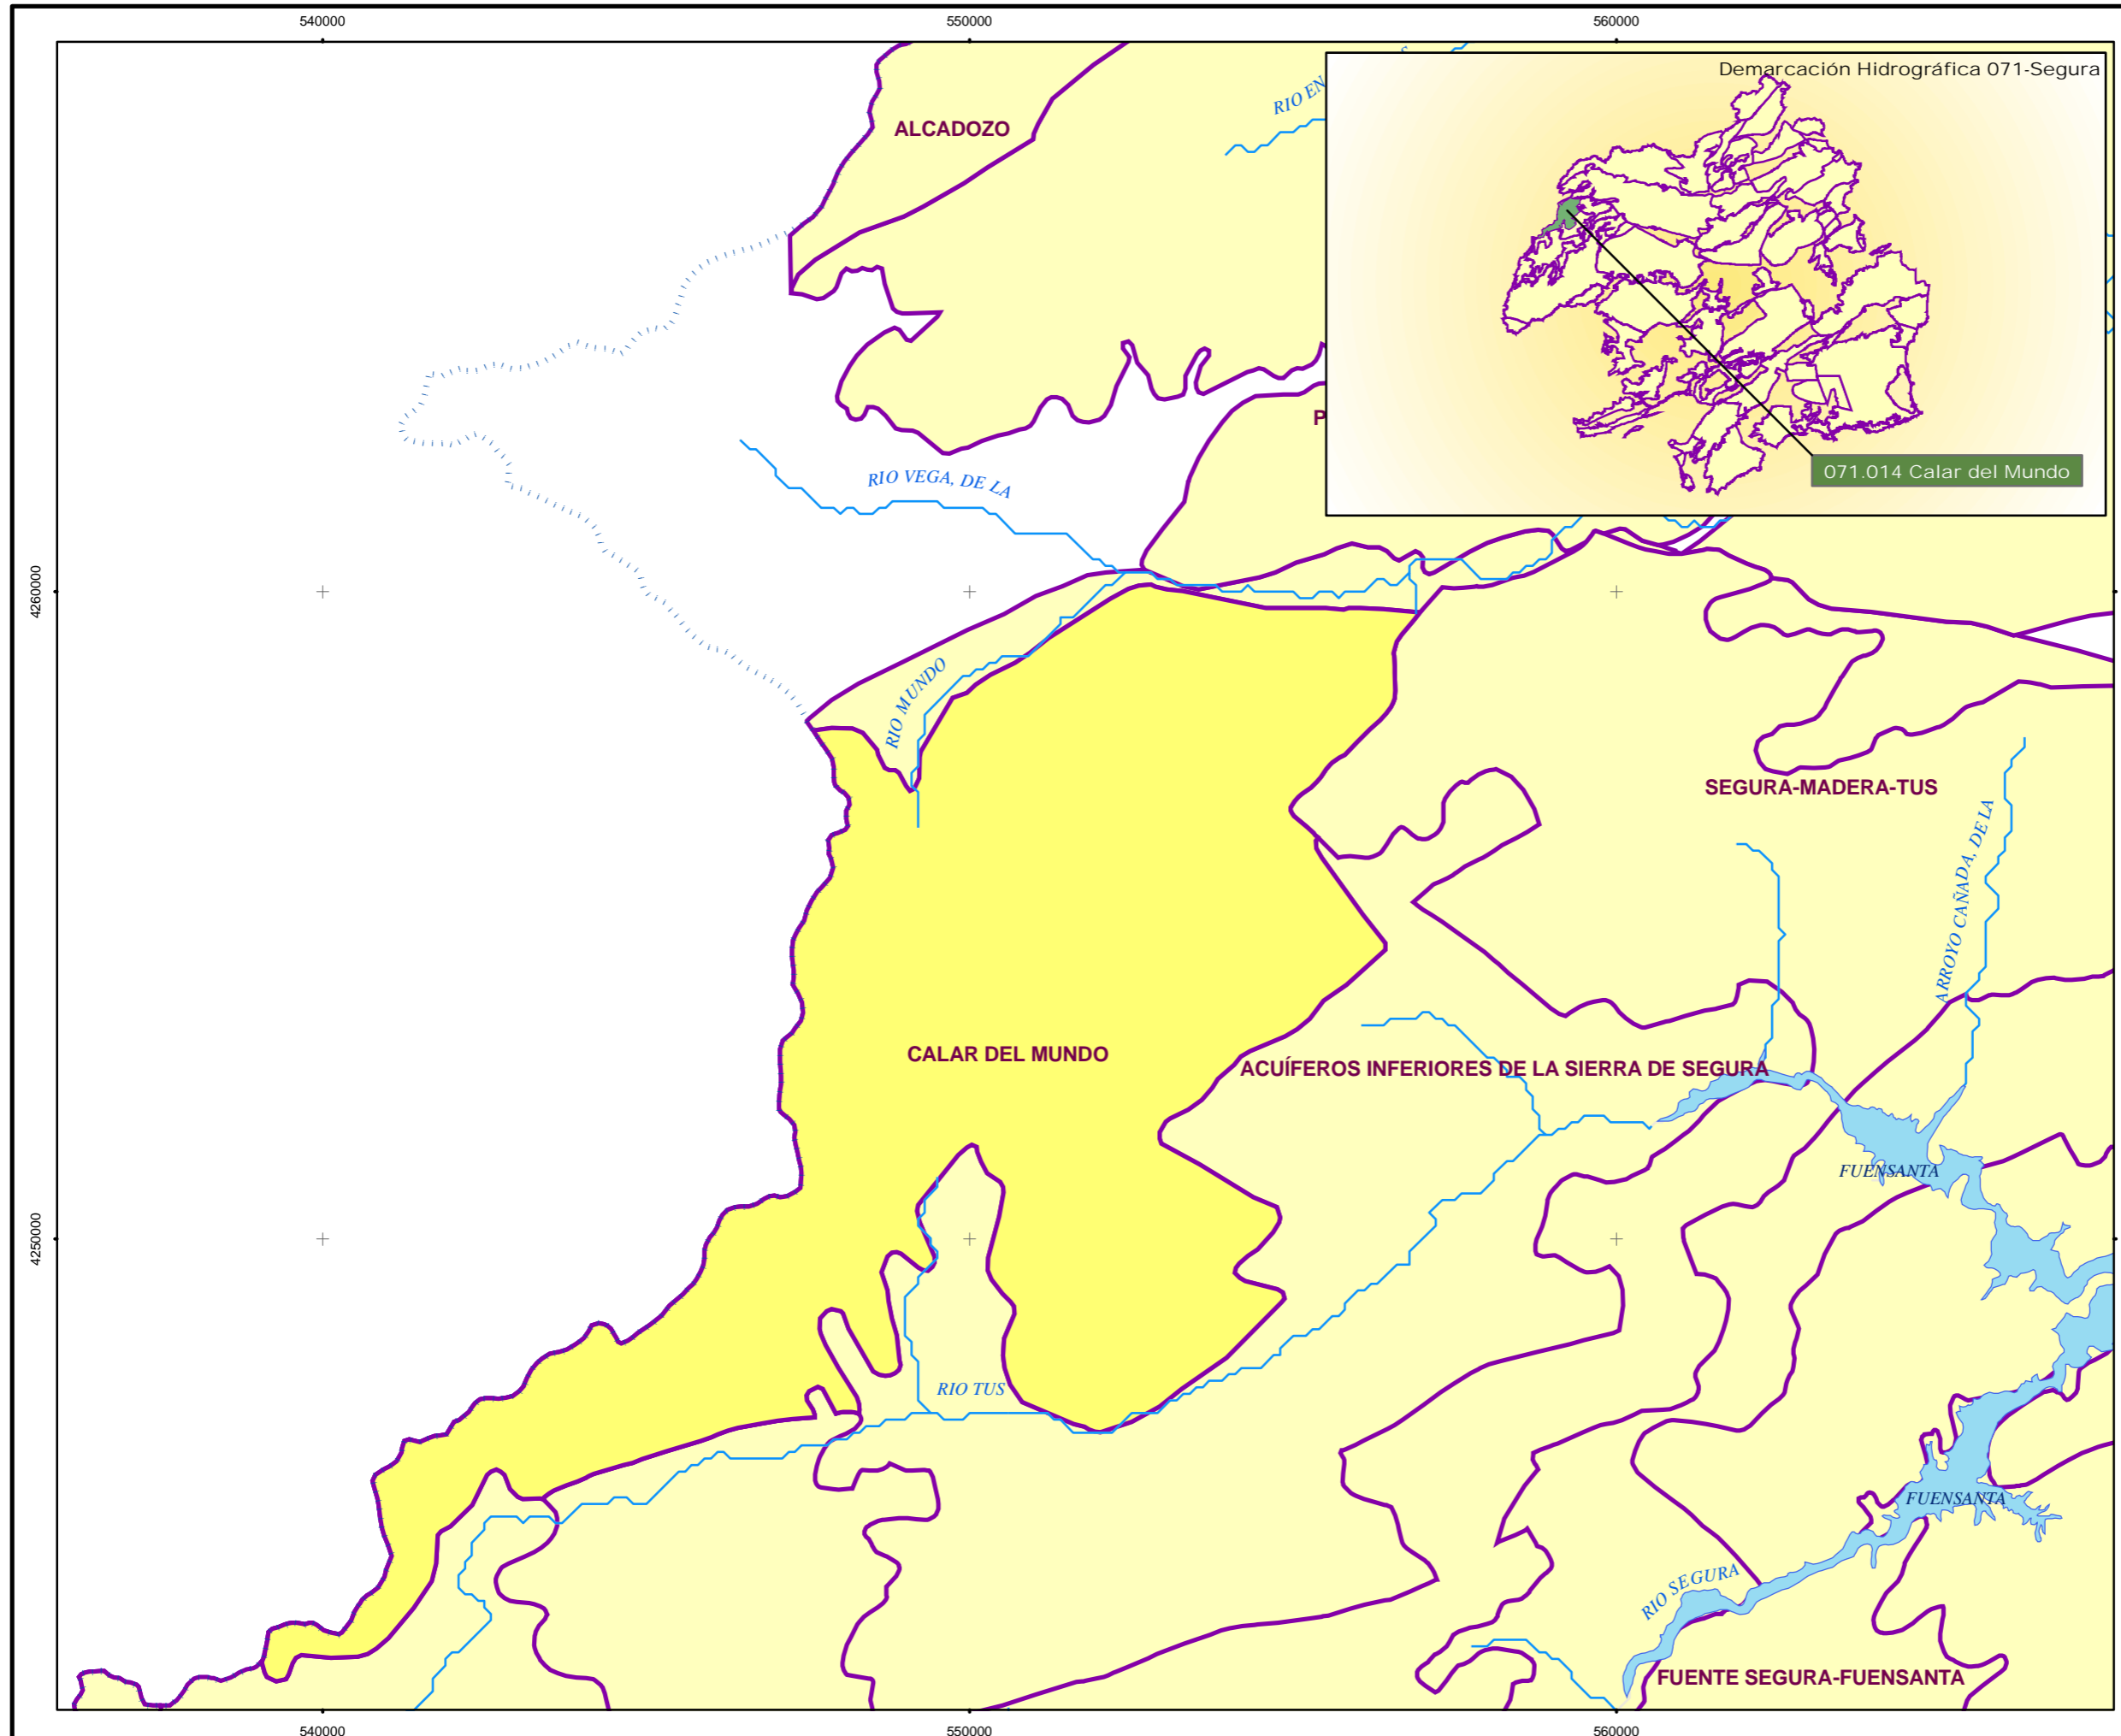 540000
550000
560000
Demarcación Hidrográfica 071-Segura
RIO EN
ALCADOZO
P
071.014 Calar del Mundo
RIO VEGA, DE LA
4260000
RIO MUNDO
SEGURA-MADERA-TUS
ARROYO CAÑADA, DE LA
CALAR DEL MUNDO
ACUÍFEROS INFERIORES DE LA SIERRA DE SEGURA
FUENSANTA
4250000
RIO TUS
FUENSANTA
RIO SEGURA
FUENTE SEGURA-FUENSANTA
540000
550000
560000